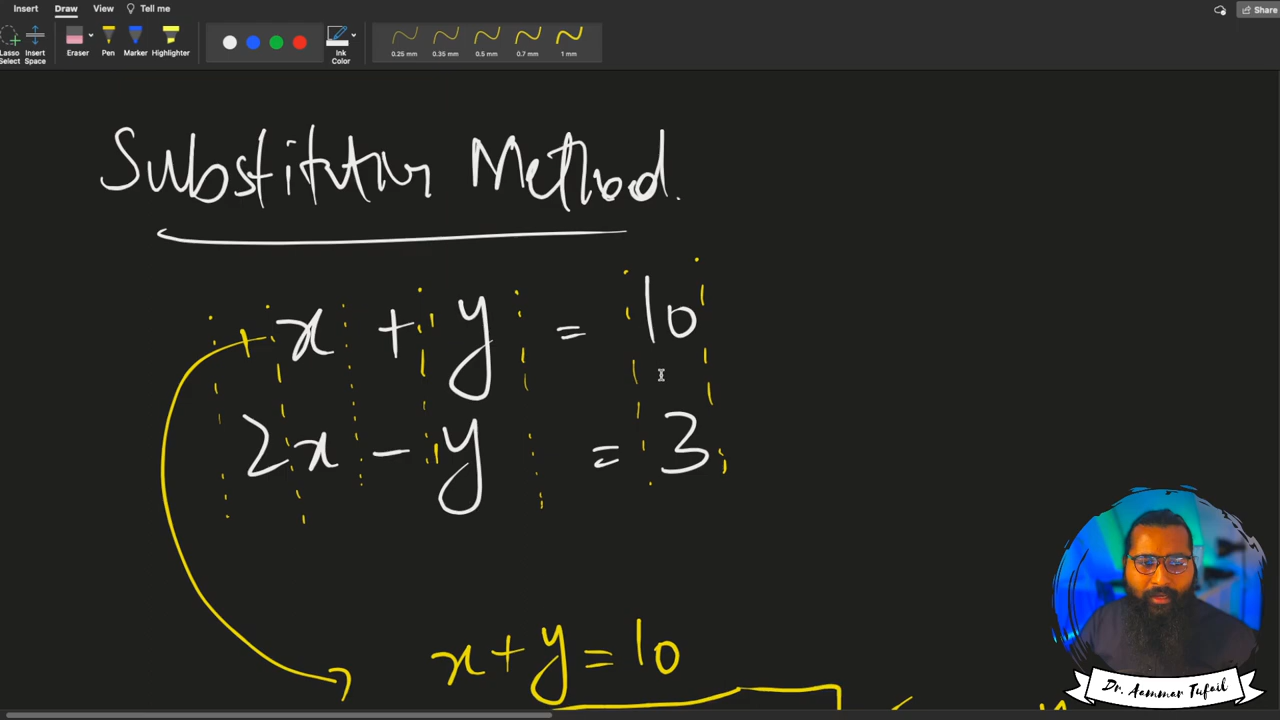 Insert Draw View Tell me
Share
Lasso Select
Insert Space
Eraser
Pen
Marker
Highlighter
Ink Color
0.25 mm 0.35 mm 0.5 mm 0.7 mm 1 mm
Substitution Method.
+x + y = 10
2x - y = 3
x+y=10
Dr. Aammar Tufail